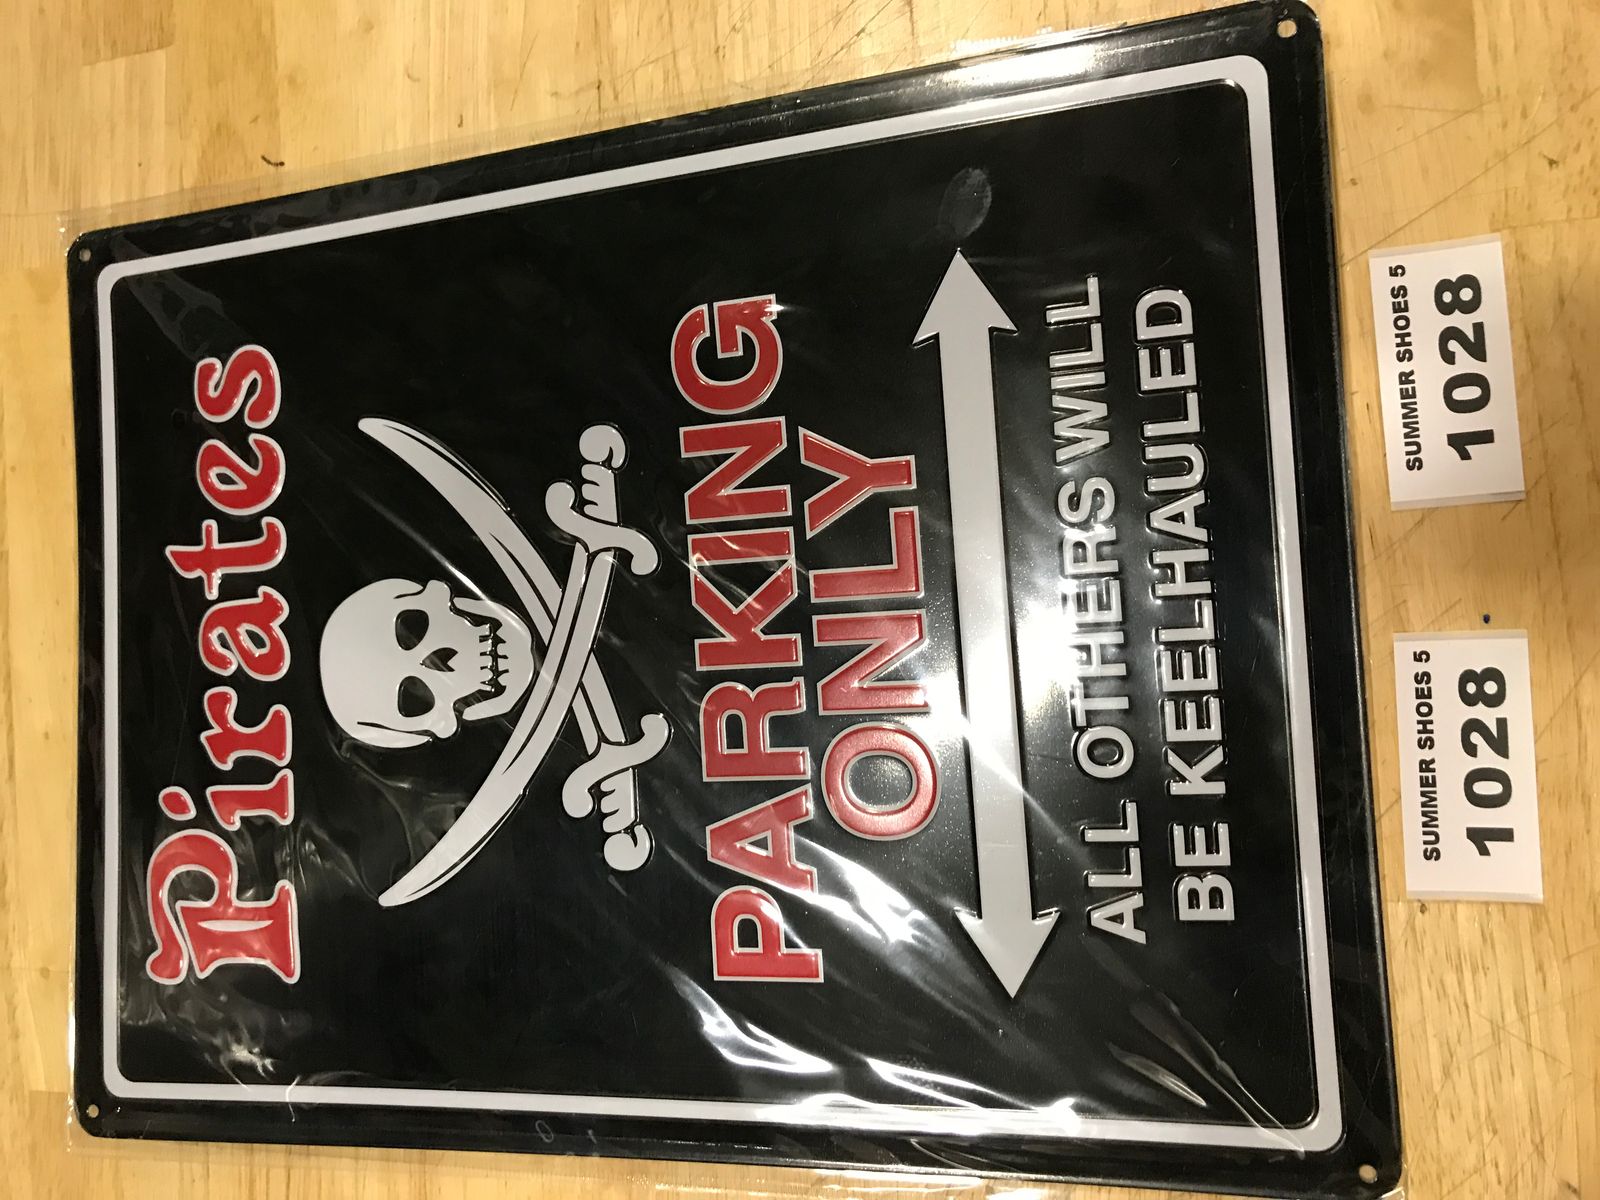 Pirates
PARKING
ONLY
ALL OTHERS WILL
BE KEELHAULED
SUMMER SHOES 5
1028
SUMMER SHOES 5
1028